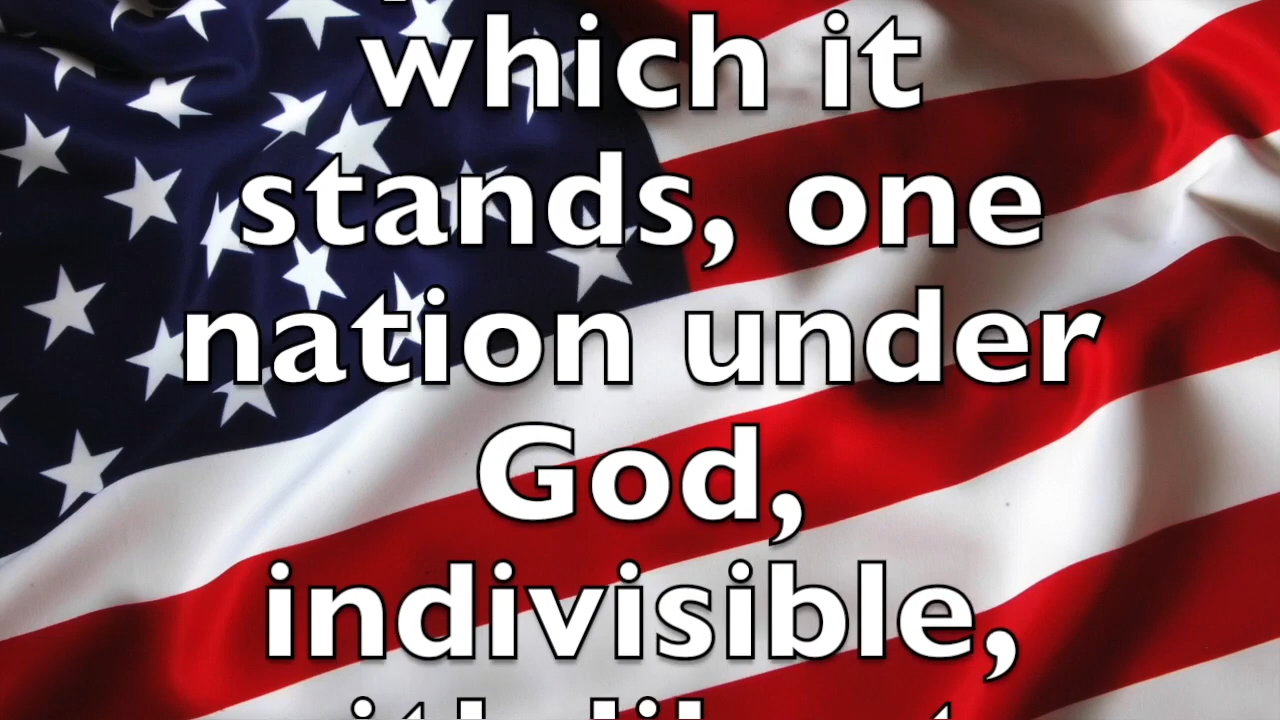 which it
stands, one
nation under
God,
indivisible,